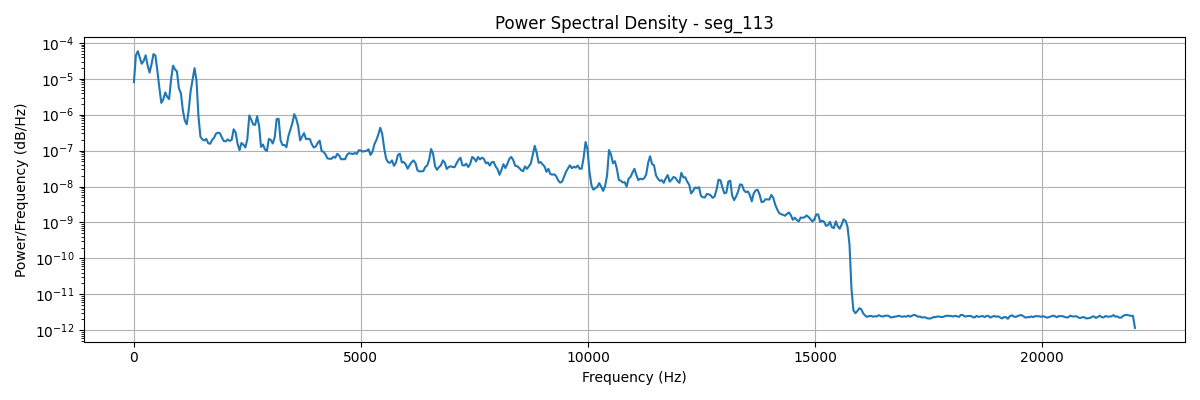 Power Spectral Density - seg_113
Power/Frequency (dB/Hz)
10⁻⁴
10⁻⁵
10⁻⁶
10⁻⁷
10⁻⁸
10⁻⁹
10⁻¹⁰
10⁻¹¹
10⁻¹²
0 5000 10000 15000 20000
Frequency (Hz)